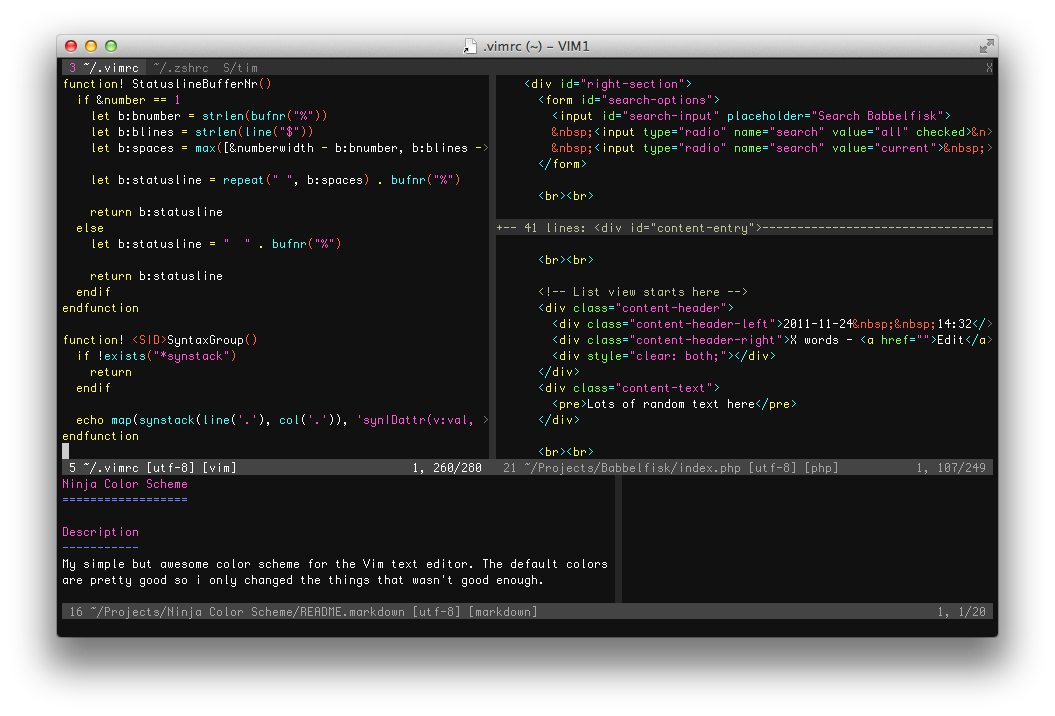 .vimrc (~) – VIM1
3 ~/.vimrc ~/.zshrc S/tim X
function! StatuslineBufferNr()
if &number == 1
let b:bnumber = strlen(bufnr("%"))
let b:blines = strlen(line("$"))
let b:spaces = max([&numberwidth - b:bnumber, b:blines ->
let b:statusline = repeat(" ", b:spaces) . bufnr("%")
return b:statusline
else
let b:statusline = "  " . bufnr("%")
return b:statusline
endif
endfunction
function! <SID>SyntaxGroup()
if !exists("*synstack")
return
endif
echo map(synstack(line('.'), col('.')), 'synIDattr(v:val, >
endfunction
5 ~/.vimrc [utf-8] [vim] 1, 260/280
<div id="right-section">
<form id="search-options">
<input id="search-input" placeholder="Search Babbelfisk">
&nbsp;<input type="radio" name="search" value="all" checked>&n>
&nbsp;<input type="radio" name="search" value="current">&nbsp;>
</form>
<br><br>
+-- 41 lines: <div id="content-entry">---------------------------------
<br><br>
<!-- List view starts here -->
<div class="content-header">
<div class="content-header-left">2011-11-24&nbsp;&nbsp;14:32</>
<div class="content-header-right">X words - <a href="">Edit</a>
<div style="clear: both;"></div>
</div>
<div class="content-text">
<pre>Lots of random text here</pre>
</div>
<br><br>
21 ~/Projects/Babbelfisk/index.php [utf-8] [php] 1, 107/249
Ninja Color Scheme
==================
Description
-----------
My simple but awesome color scheme for the Vim text editor. The default colors
are pretty good so i only changed the things that wasn't good enough.
16 ~/Projects/Ninja Color Scheme/README.markdown [utf-8] [markdown] 1, 1/20